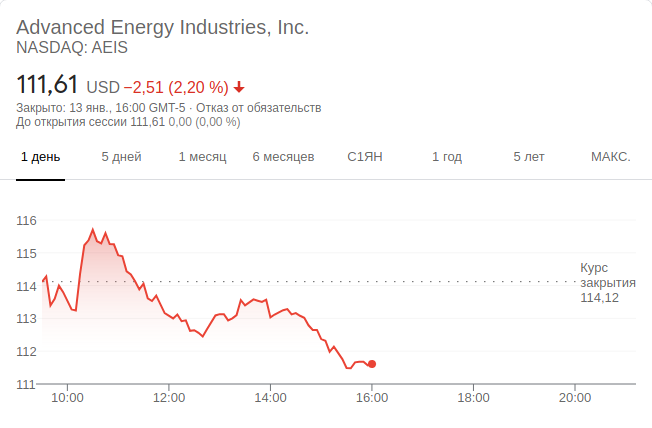 Advanced Energy Industries, Inc.
NASDAQ: AEIS
111,61 USD −2,51 (2,20 %)
Закрыто: 13 янв., 16:00 GMT-5 · Отказ от обязательств
До открытия сессии 111,61 0,00 (0,00 %)
1 день 5 дней 1 месяц 6 месяцев С1ЯН 1 год 5 лет МАКС.
116
115
114
113
112
111
Курс
закрытия
114,12
10:00 12:00 14:00 16:00 18:00 20:00